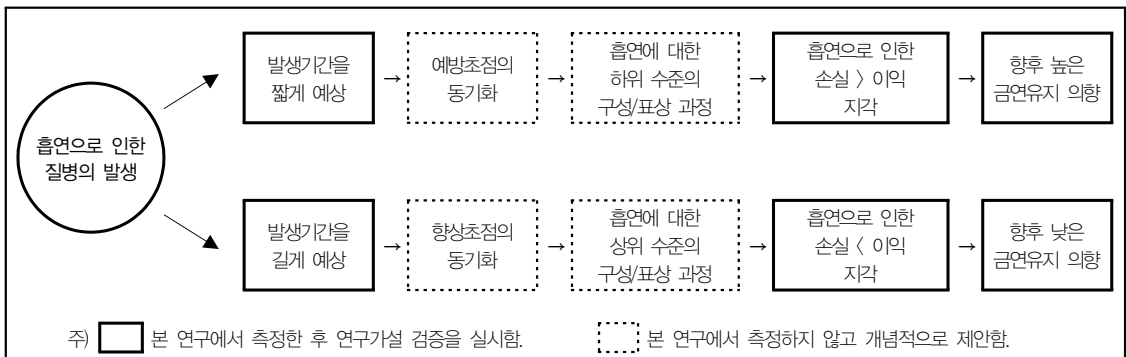 흡연으로 인한
질병의 발생
발생기간을
짧게 예상
→
예방초점의
동기화
→
흡연에 대한
하위 수준의
구성/표상 과정
→
흡연으로 인한
손실 > 이익
지각
→
향후 높은
금연유지 의향
발생기간을
길게 예상
→
향상초점의
동기화
→
흡연에 대한
상위 수준의
구성/표상 과정
→
흡연으로 인한
손실 < 이익
지각
→
향후 낮은
금연유지 의향
주) 본 연구에서 측정한 후 연구가설 검증을 실시함. 본 연구에서 측정하지 않고 개념적으로 제안함.